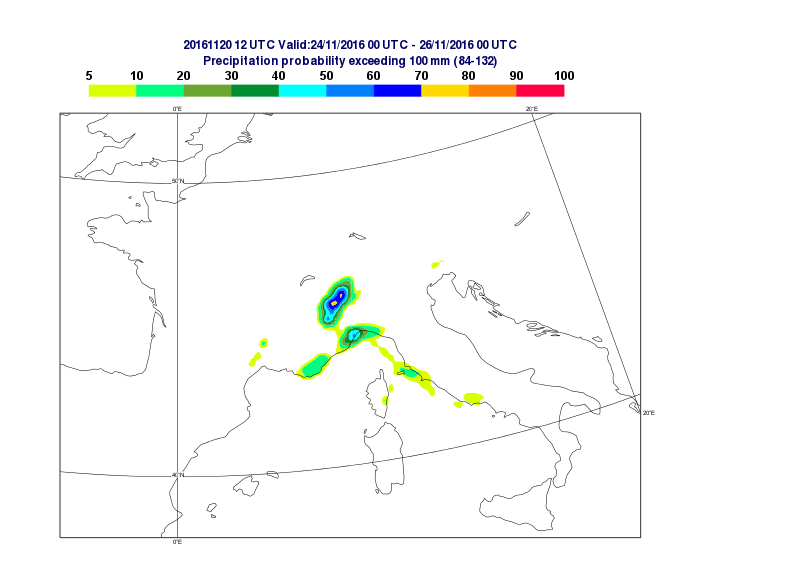 20161120 12 UTC Valid:24/11/2016 00 UTC - 26/11/2016 00 UTC
Precipitation probability exceeding 100 mm (84-132)
5 10 20 30 40 50 60 70 80 90 100
0°E 20°E
50°N
20°E
40°N
0°E